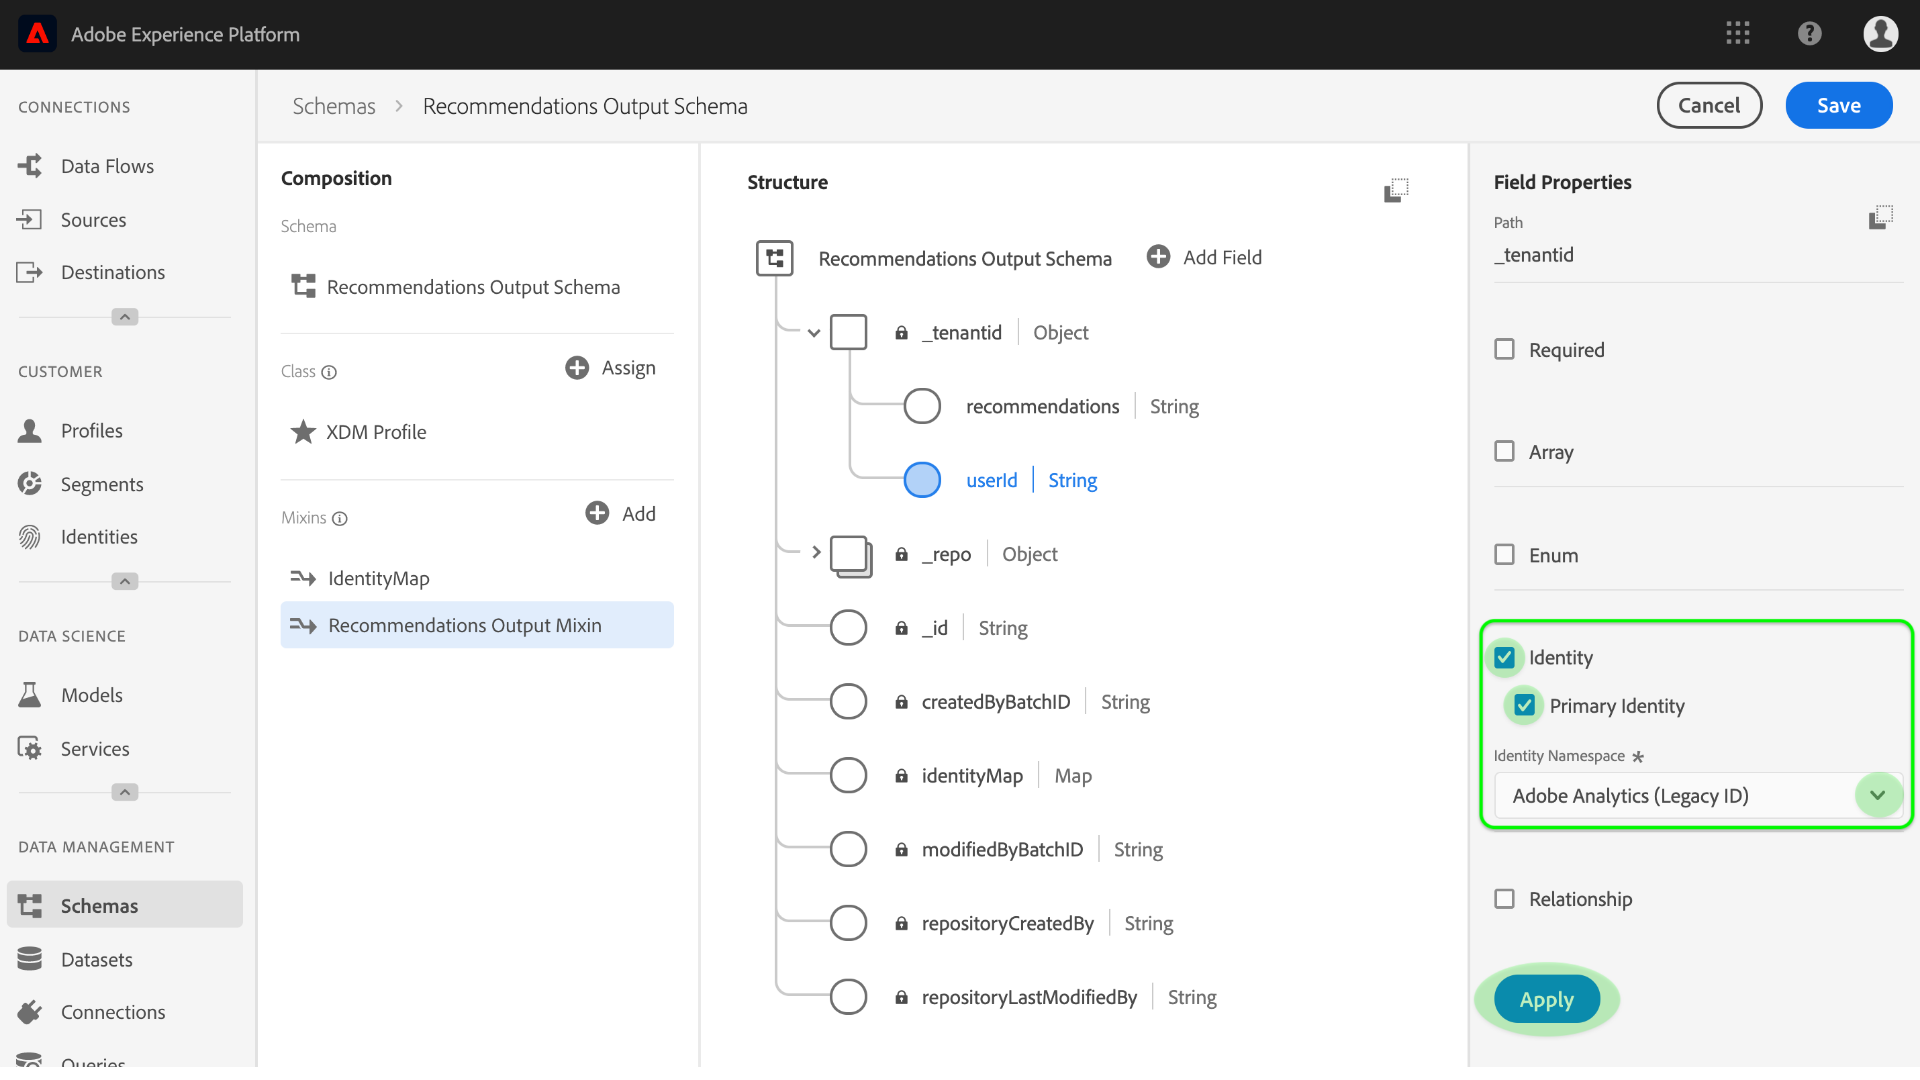 Adobe Experience Platform
CONNECTIONS
Data Flows
Sources
Destinations
CUSTOMER
Profiles
Segments
Identities
DATA SCIENCE
Models
Services
DATA MANAGEMENT
Schemas
Datasets
Connections
Queries
Schemas > Recommendations Output Schema
Cancel
Save
Composition
Schema
Recommendations Output Schema
Class
Assign
XDM Profile
Mixins
Add
IdentityMap
Recommendations Output Mixin
Structure
Recommendations Output Schema Add Field
_tenantid Object
recommendations String
userId String
_repo Object
_id String
createdByBatchID String
identityMap Map
modifiedByBatchID String
repositoryCreatedBy String
repositoryLastModifiedBy String
Field Properties
Path
_tenantid
Required
Array
Enum
Identity
Primary Identity
Identity Namespace *
Adobe Analytics (Legacy ID)
Relationship
Apply